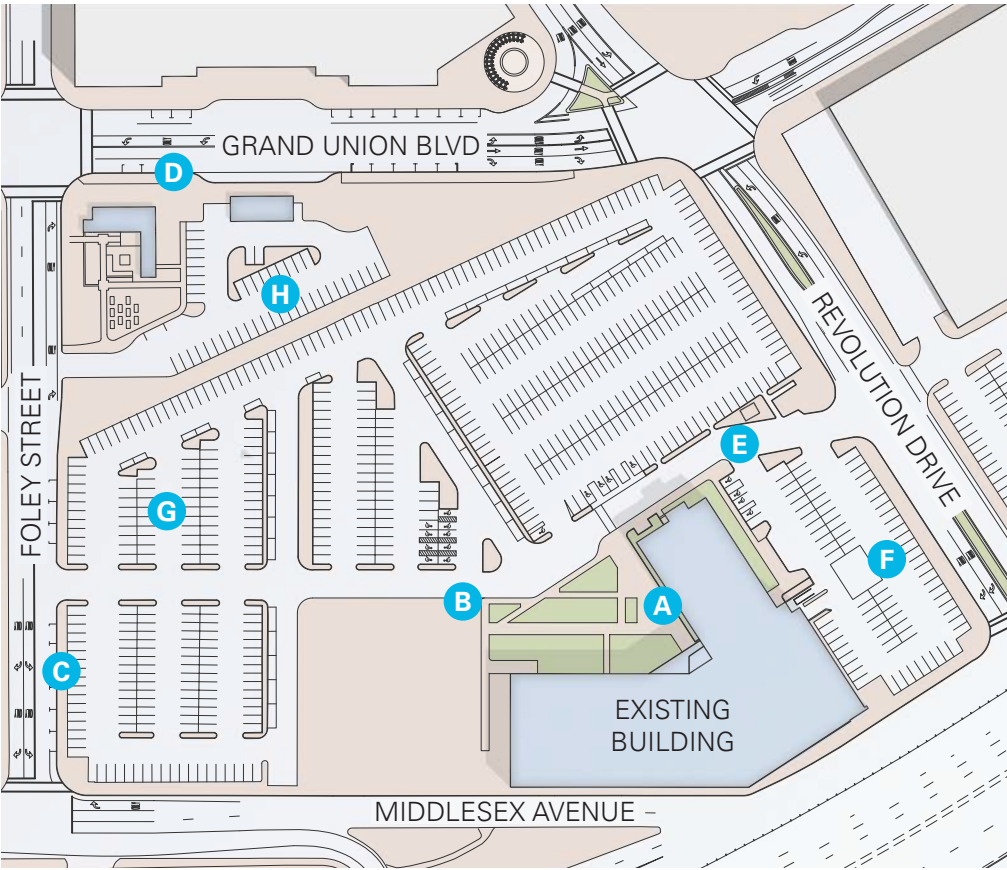 GRAND UNION BLVD
D
H
REVOLUTION DRIVE
FOLEY STREET
E
G
F
B
A
C
EXISTING
BUILDING
MIDDLESEX AVENUE